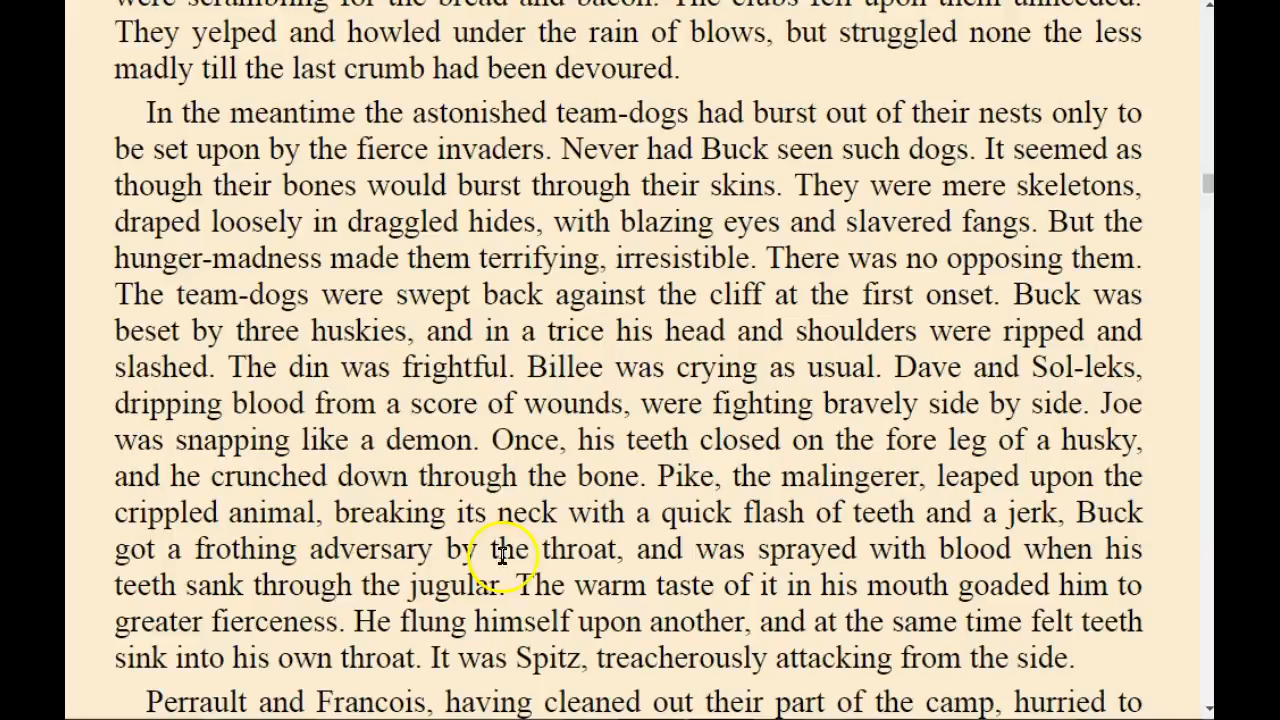 were scrambling for the bread and bacon. The clubs fell upon them unheeded.
They yelped and howled under the rain of blows, but struggled none the less
madly till the last crumb had been devoured.
In the meantime the astonished team-dogs had burst out of their nests only to
be set upon by the fierce invaders. Never had Buck seen such dogs. It seemed as
though their bones would burst through their skins. They were mere skeletons,
draped loosely in draggled hides, with blazing eyes and slavered fangs. But the
hunger-madness made them terrifying, irresistible. There was no opposing them.
The team-dogs were swept back against the cliff at the first onset. Buck was
beset by three huskies, and in a trice his head and shoulders were ripped and
slashed. The din was frightful. Billee was crying as usual. Dave and Sol-leks,
dripping blood from a score of wounds, were fighting bravely side by side. Joe
was snapping like a demon. Once, his teeth closed on the fore leg of a husky,
and he crunched down through the bone. Pike, the malingerer, leaped upon the
crippled animal, breaking its neck with a quick flash of teeth and a jerk, Buck
got a frothing adversary by the throat, and was sprayed with blood when his
teeth sank through the jugular. The warm taste of it in his mouth goaded him to
greater fierceness. He flung himself upon another, and at the same time felt teeth
sink into his own throat. It was Spitz, treacherously attacking from the side.
Perrault and Francois, having cleaned out their part of the camp, hurried to